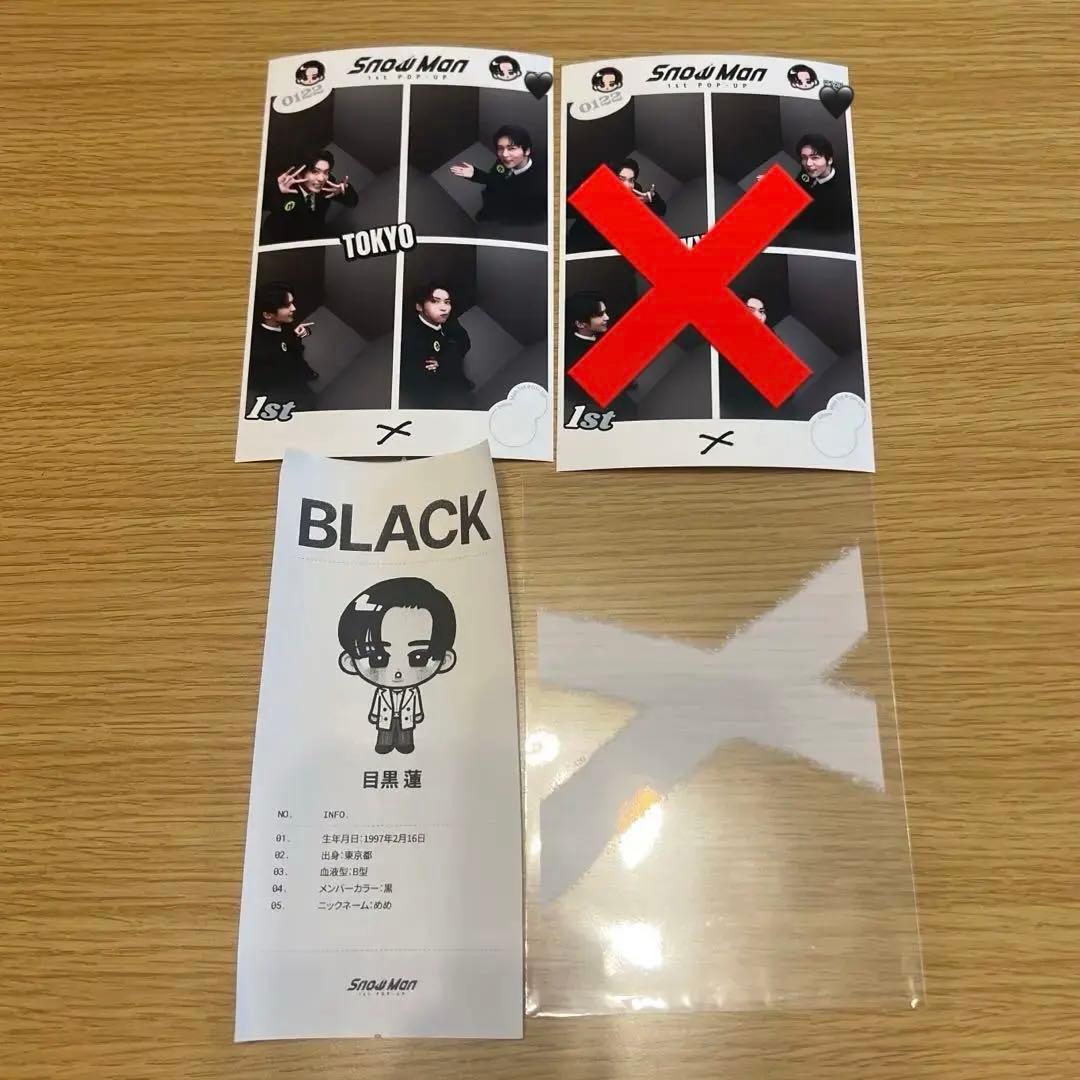 Snow Man
1st POP-UP
0122
TOKYO
1st
Snow Man
1st POP-UP
0122
1st
BLACK
目黒 蓮
NO. INFO.
01. 生年月日:1997年2月16日
02. 出身:東京都
03. 血液型:B型
04. メンバーカラー:黒
05. ニックネーム:めめ
Snow Man
1st POP-UP